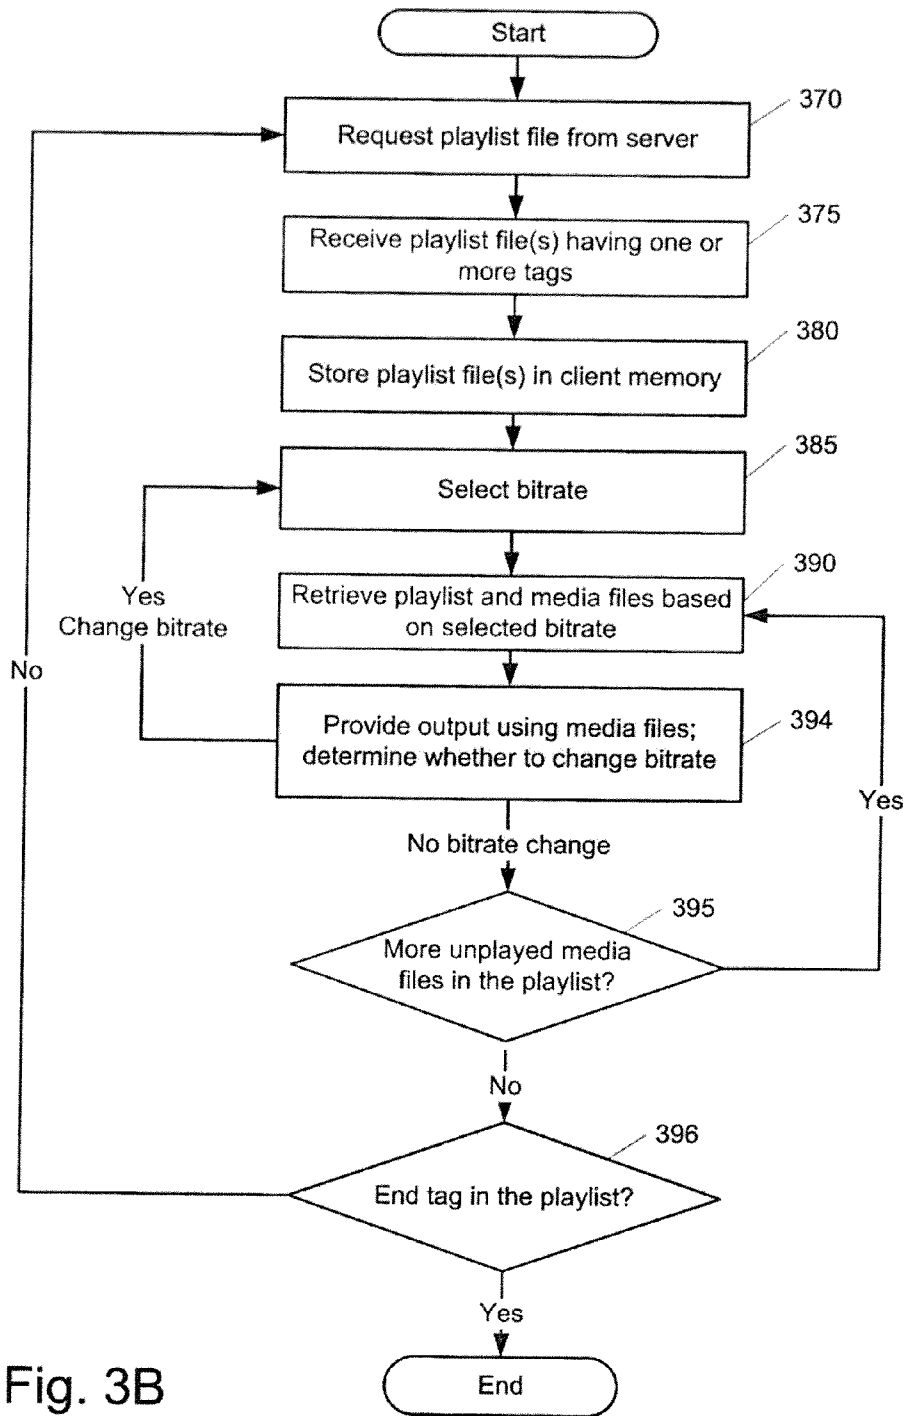 Start
370
Request playlist file from server
375
Receive playlist file(s) having one or
more tags
380
Store playlist file(s) in client memory
385
Select bitrate
390
Yes
Change bitrate
Retrieve playlist and media files based
on selected bitrate
No
394
Provide output using media files;
determine whether to change bitrate
Yes
No bitrate change
395
More unplayed media
files in the playlist?
No
396
End tag in the playlist?
Yes
Fig. 3B
End